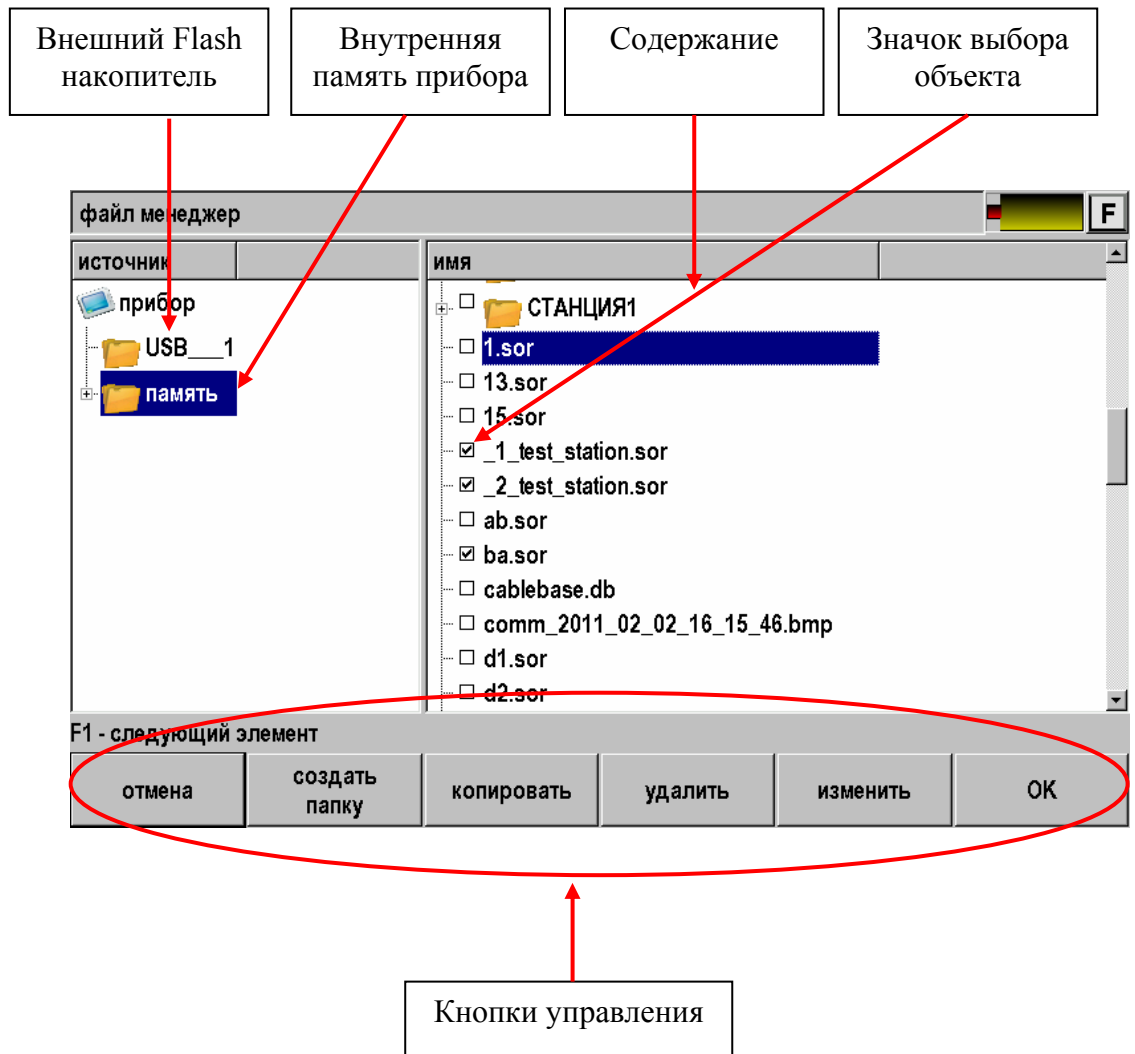 Внешний Flash
накопитель
Внутренняя
память прибора
Содержание
Значок выбора
объекта
файл менеджер
F
источник
имя
прибор
USB___1
память
СТАНЦИЯ1
1.sor
13.sor
15.sor
_1_test_station.sor
_2_test_station.sor
ab.sor
ba.sor
cablebase.db
comm_2011_02_02_16_15_46.bmp
d1.sor
d2.sor
F1 - следующий элемент
отмена
создать
папку
копировать
удалить
изменить
OK
Кнопки управления